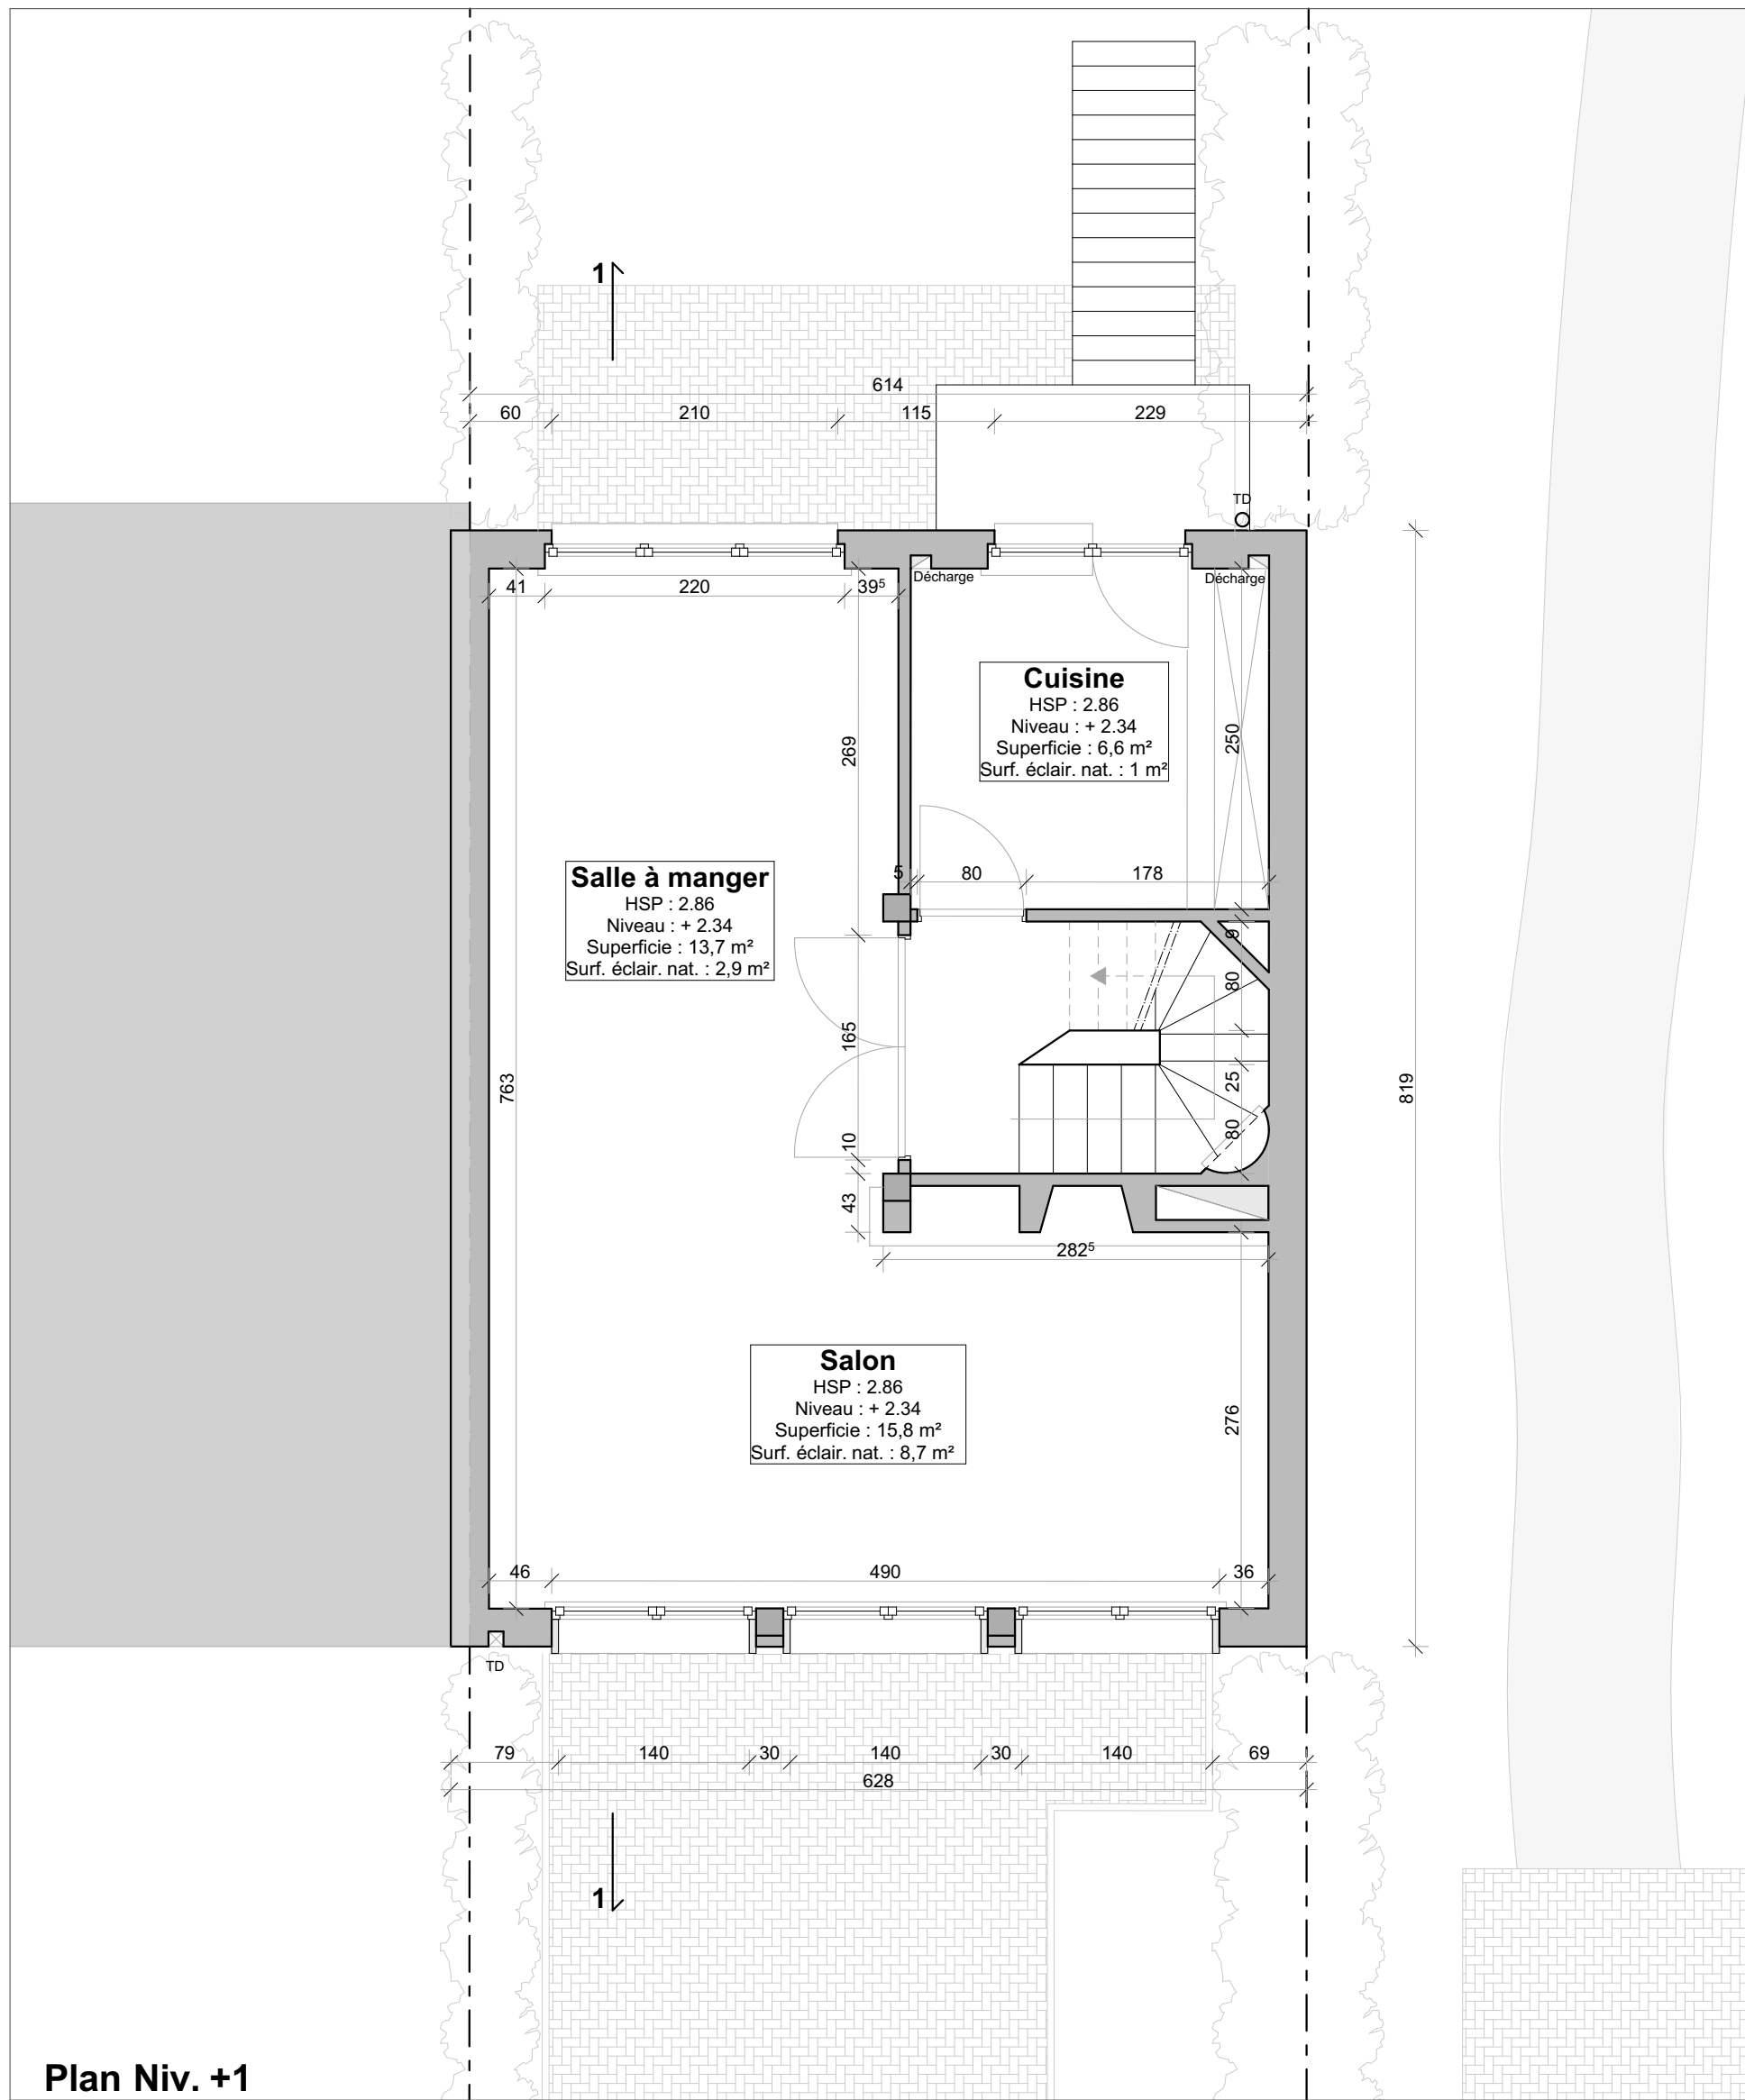 1
614
60
210
115
229
TD
Décharge
Décharge
41
220
39⁵
Cuisine
HSP : 2.86
Niveau : + 2.34
Superficie : 6,6 m²
Surf. éclair. nat. : 1 m²
269
250
5
80
178
Salle à manger
HSP : 2.86
Niveau : + 2.34
Superficie : 13,7 m²
Surf. éclair. nat. : 2,9 m²
9
80
165
763
25
819
10
80
43
282⁵
Salon
HSP : 2.86
Niveau : + 2.34
Superficie : 15,8 m²
Surf. éclair. nat. : 8,7 m²
276
46
490
36
TD
79
140
30
140
30
140
69
628
1
Plan Niv. +1